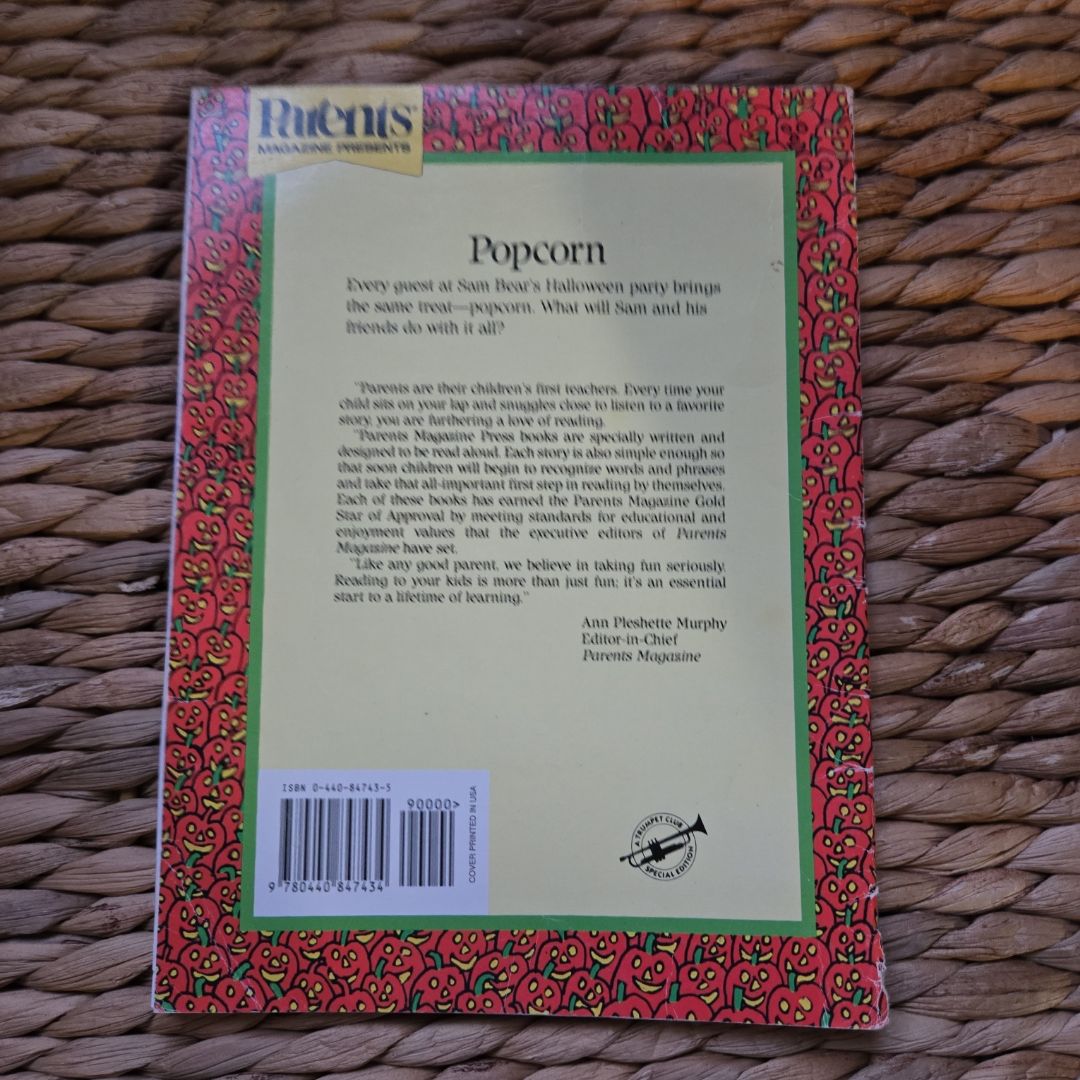 Parents
MAGAZINE PRESENTS
Popcorn
Every guest at Sam Bear's Halloween party brings
the same treat—popcorn. What will Sam and his
friends do with it all?
"Parents are their children's first teachers. Every time your
child sits on your lap and snuggles close to listen to a favorite
story, you are furthering a love of reading.
"Parents Magazine Press books are specially written and
designed to be read aloud. Each story is also simple enough so
that soon children will begin to recognize words and phrases
and take that all-important first step in reading by themselves.
Each of these books has earned the Parents Magazine Gold
Star of Approval by meeting standards for educational and
enjoyment values that the executive editors of Parents
Magazine have set.
"Like any good parent, we believe in taking fun seriously.
Reading to your kids is more than just fun; it's an essential
start to a lifetime of learning."
Ann Pleshette Murphy
Editor-in-Chief
Parents Magazine
ISBN 0-440-84743-5
90000>
9 780440 847434
COVER PRINTED IN USA
A TRUMPET CLUB
SPECIAL EDITION